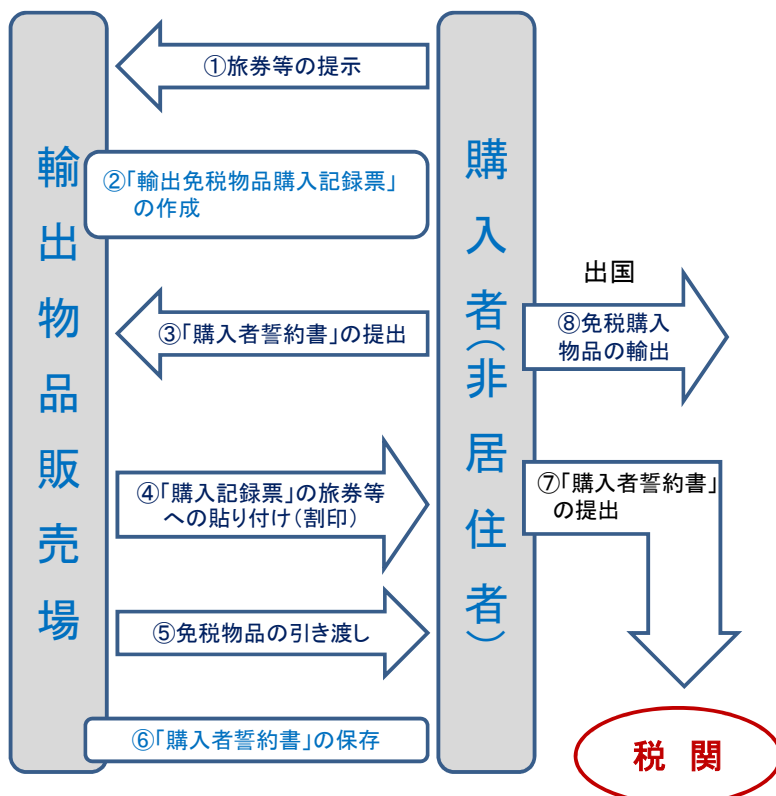 輸出物品販売場
①旅券等の提示
②「輸出免税物品購入記録票」
の作成
③「購入者誓約書」の提出
④「購入記録票」の旅券等
への貼り付け（割印）
⑤免税物品の引き渡し
⑥「購入者誓約書」の保存
購入者（非居住者）
出国
⑧免税購入
物品の輸出
⑦「購入者誓約書」
の提出
税 関